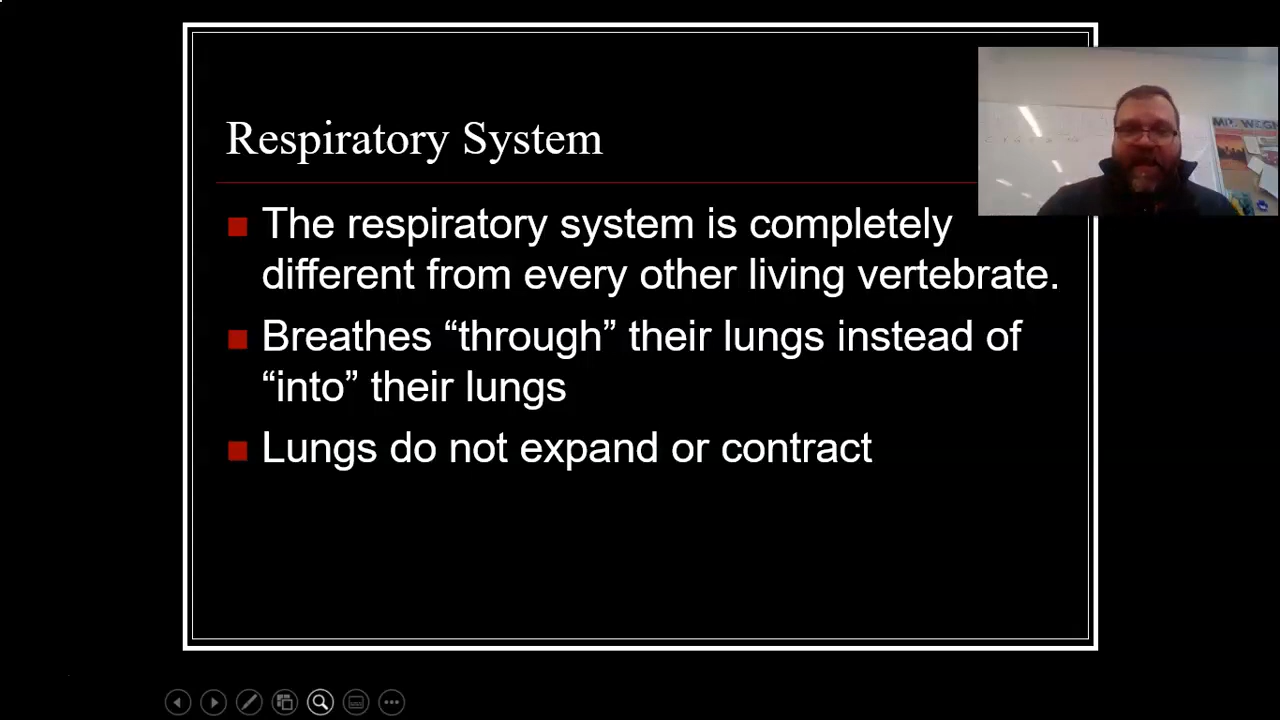 Respiratory System
The respiratory system is completely
different from every other living vertebrate.
Breathes “through” their lungs instead of
“into” their lungs
Lungs do not expand or contract